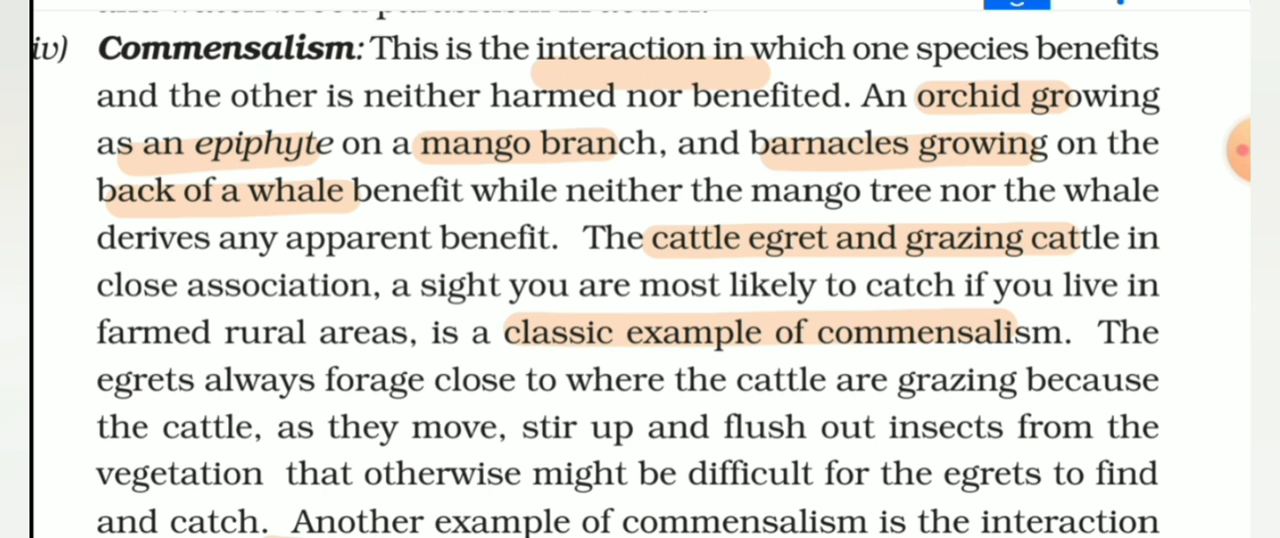 iv) Commensalism: This is the interaction in which one species benefits
and the other is neither harmed nor benefited. An orchid growing
as an epiphyte on a mango branch, and barnacles growing on the
back of a whale benefit while neither the mango tree nor the whale
derives any apparent benefit. The cattle egret and grazing cattle in
close association, a sight you are most likely to catch if you live in
farmed rural areas, is a classic example of commensalism. The
egrets always forage close to where the cattle are grazing because
the cattle, as they move, stir up and flush out insects from the
vegetation that otherwise might be difficult for the egrets to find
and catch. Another example of commensalism is the interaction